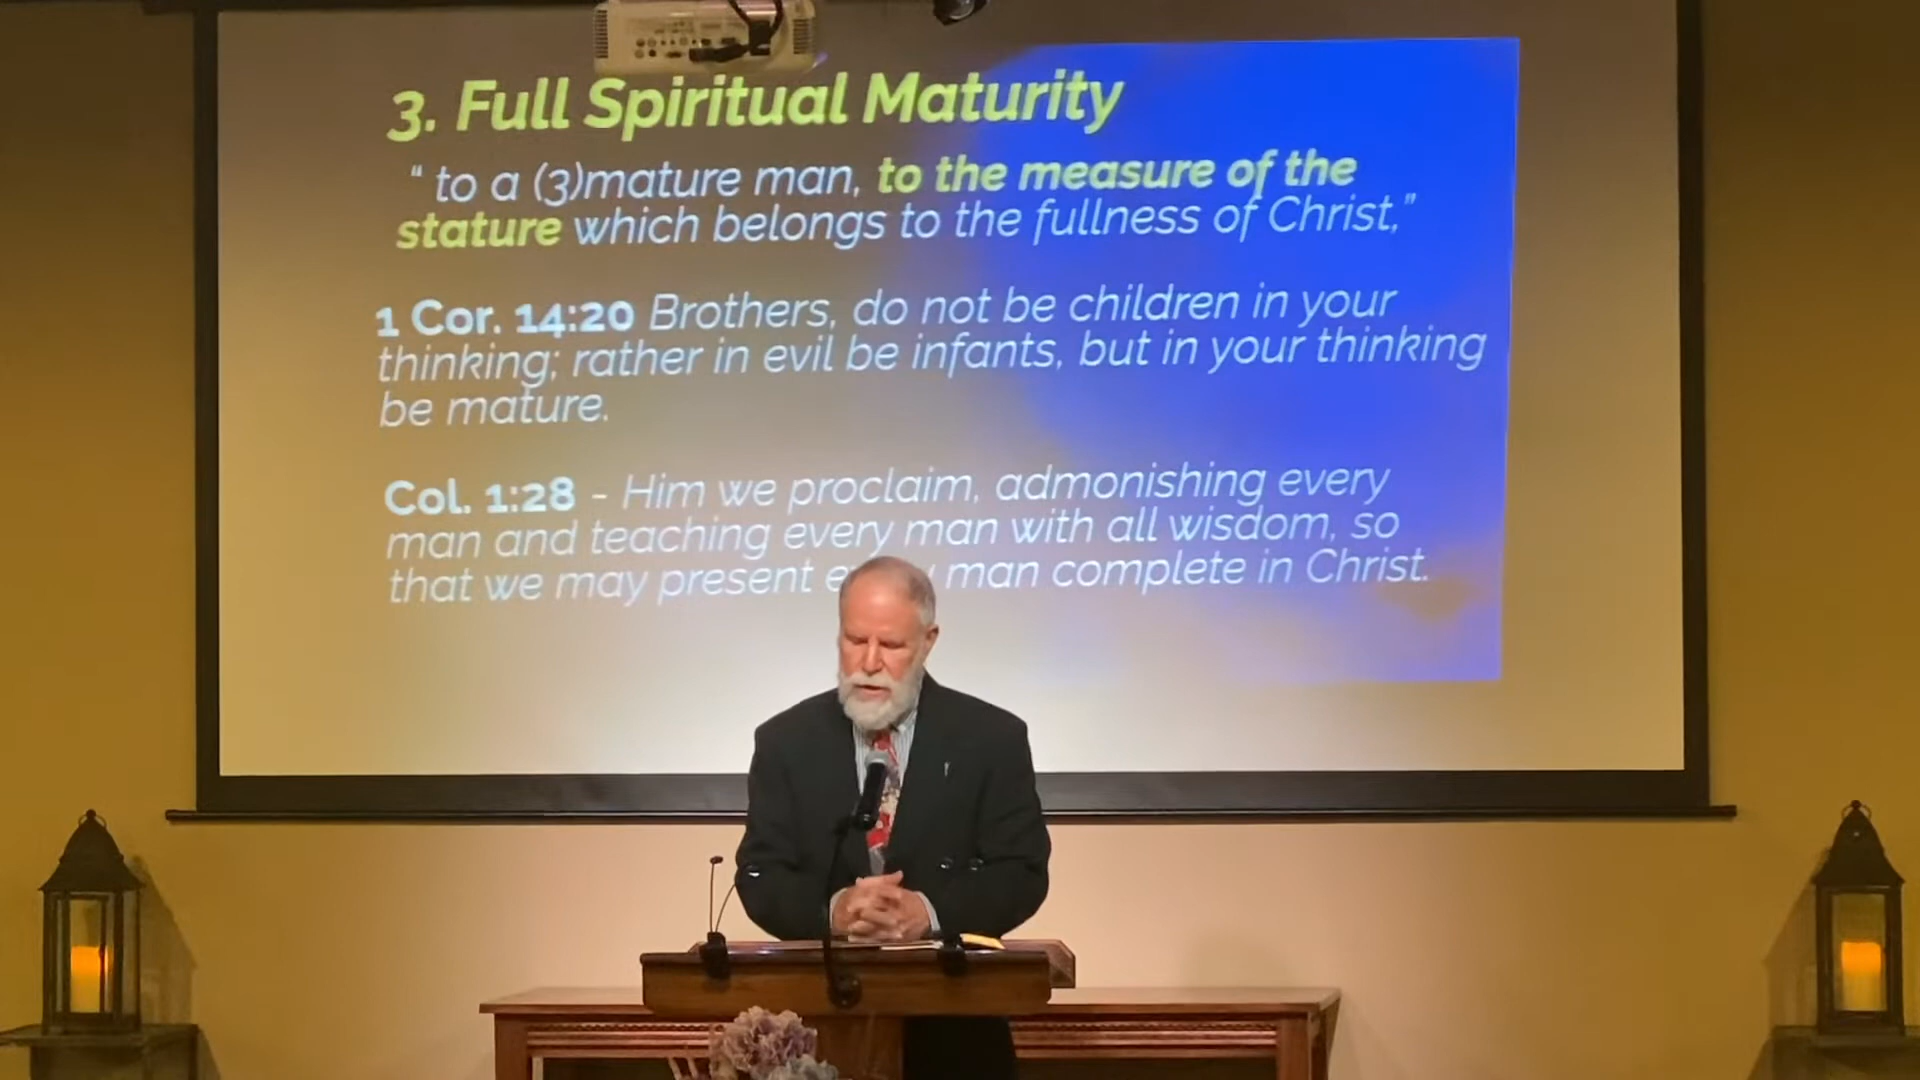 3. Full Spiritual Maturity
“ to a (3)mature man, to the measure of the
stature which belongs to the fullness of Christ,”
1 Cor. 14:20 Brothers, do not be children in your
thinking; rather in evil be infants, but in your thinking
be mature.
Col. 1:28 - Him we proclaim, admonishing every
man and teaching every man with all wisdom, so
that we may present man complete in Christ.